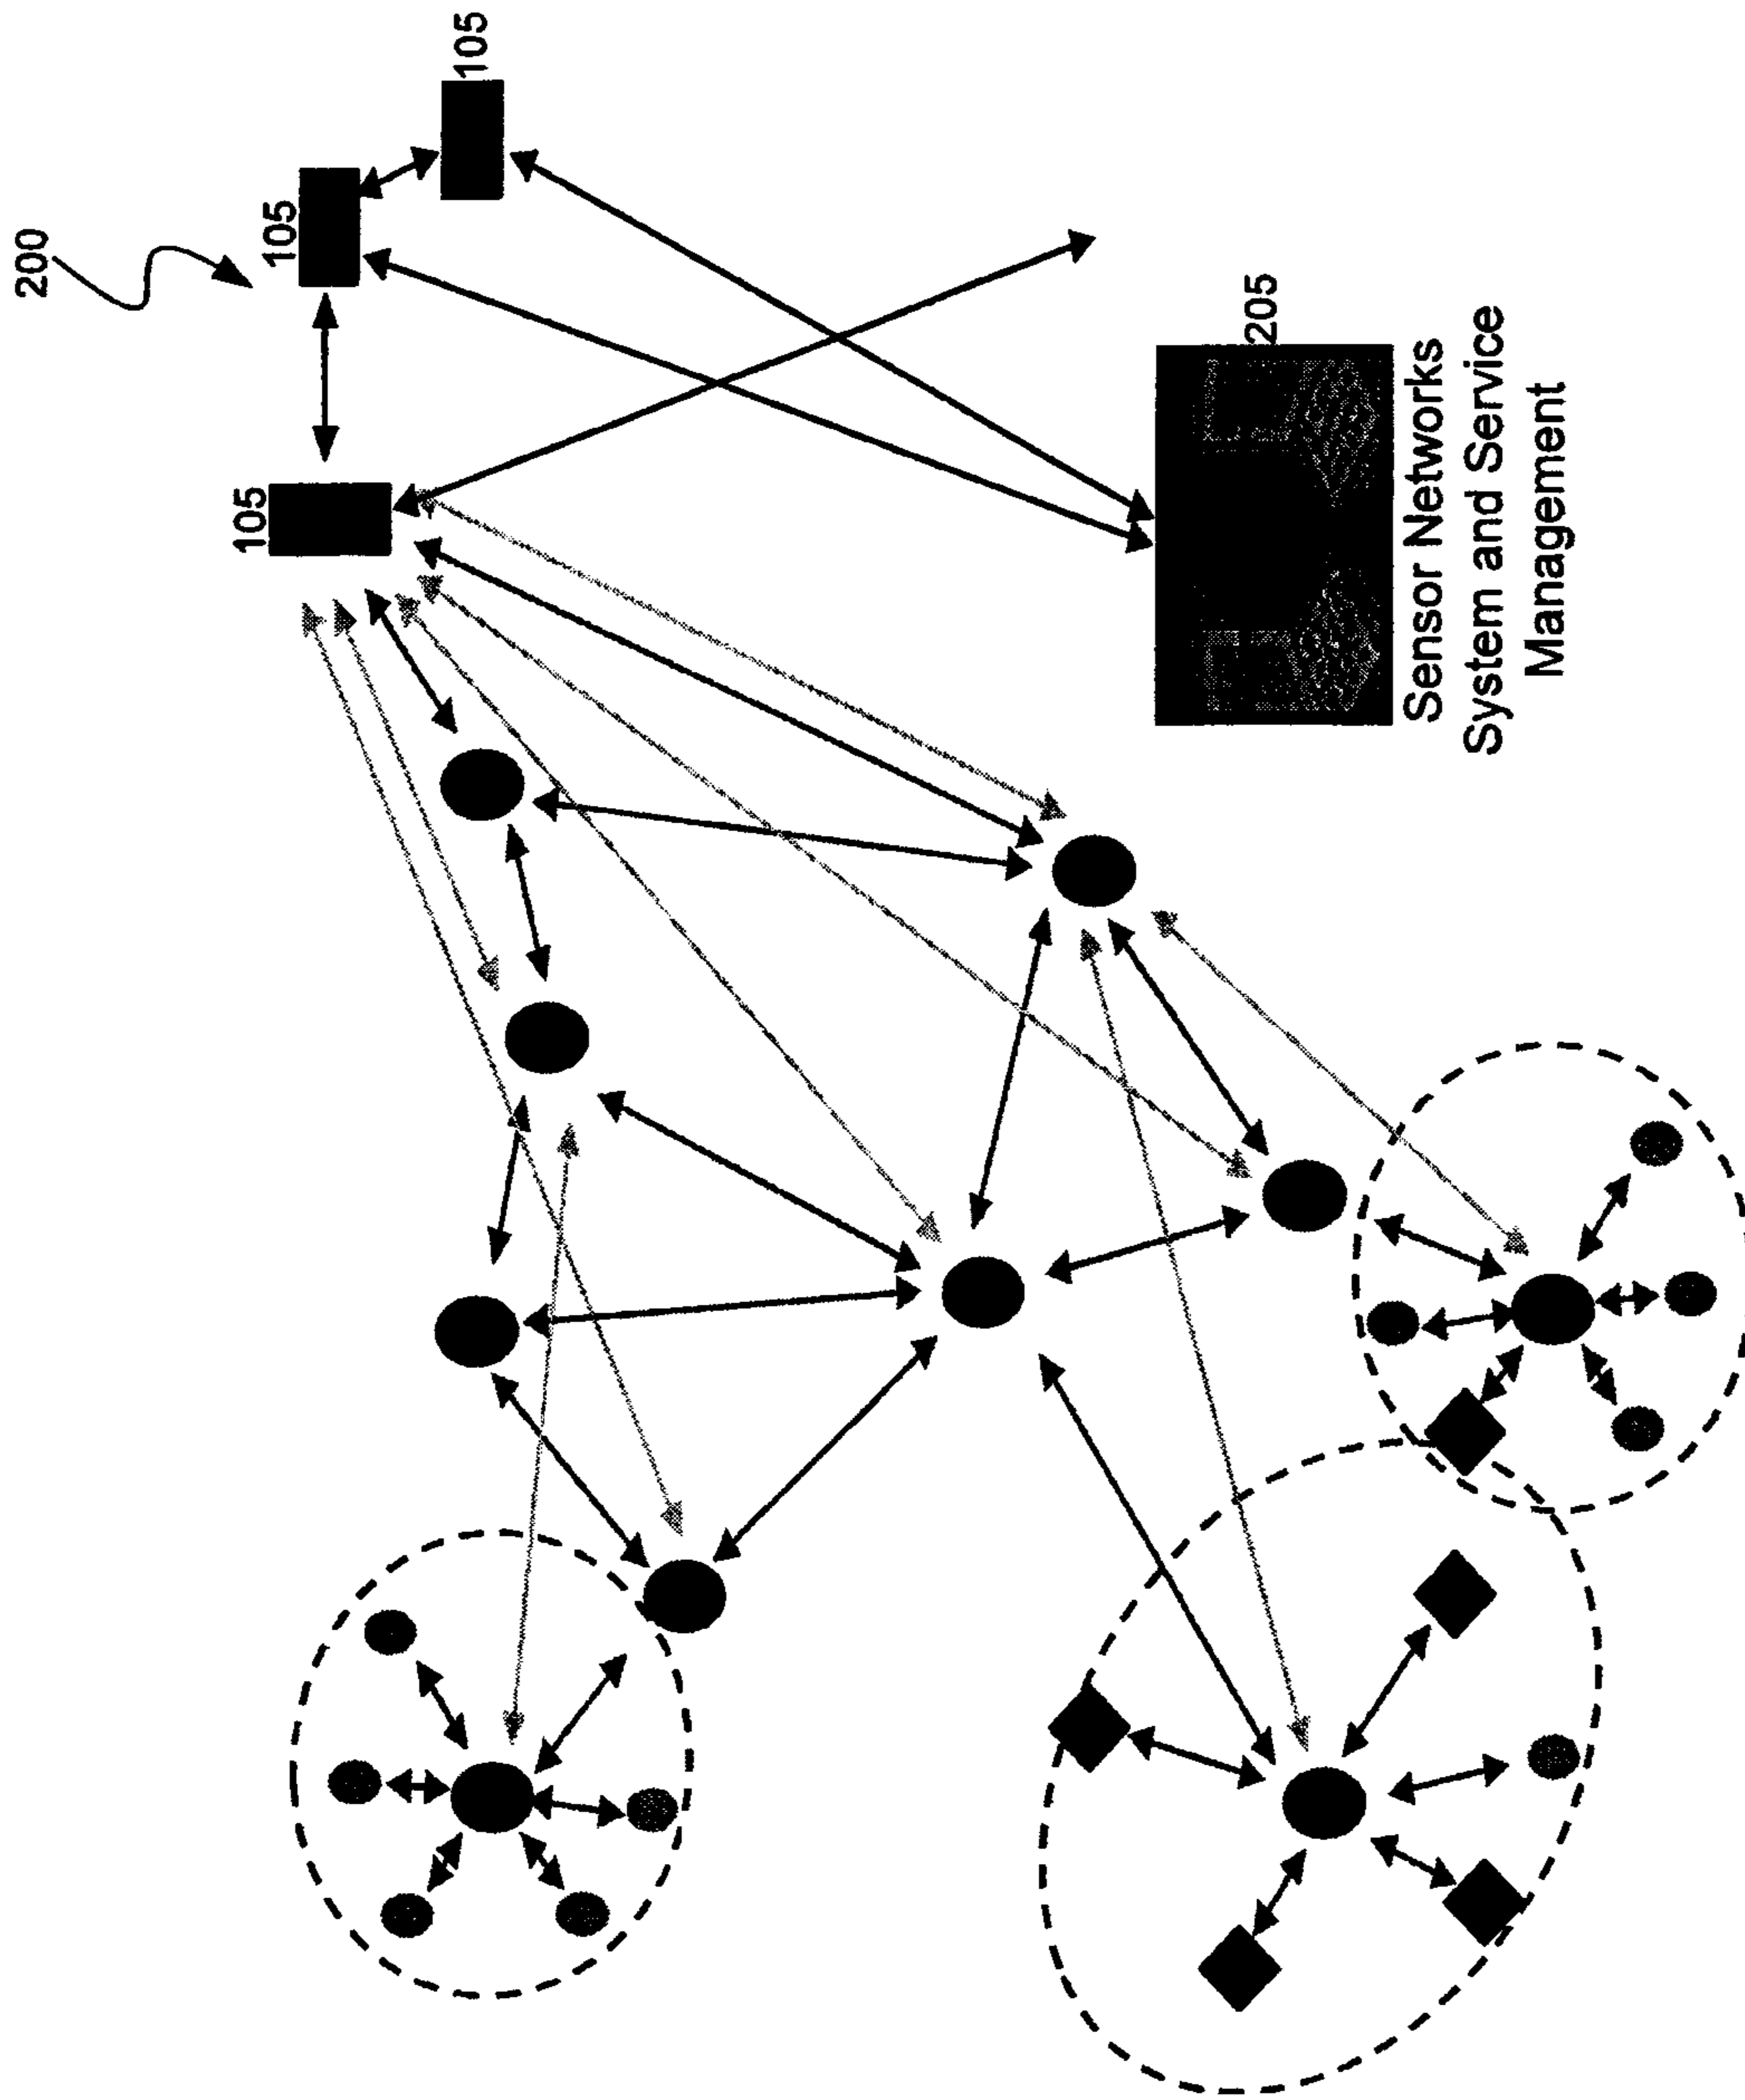 200
105
105
105
205
Sensor Networks
System and Service
Management